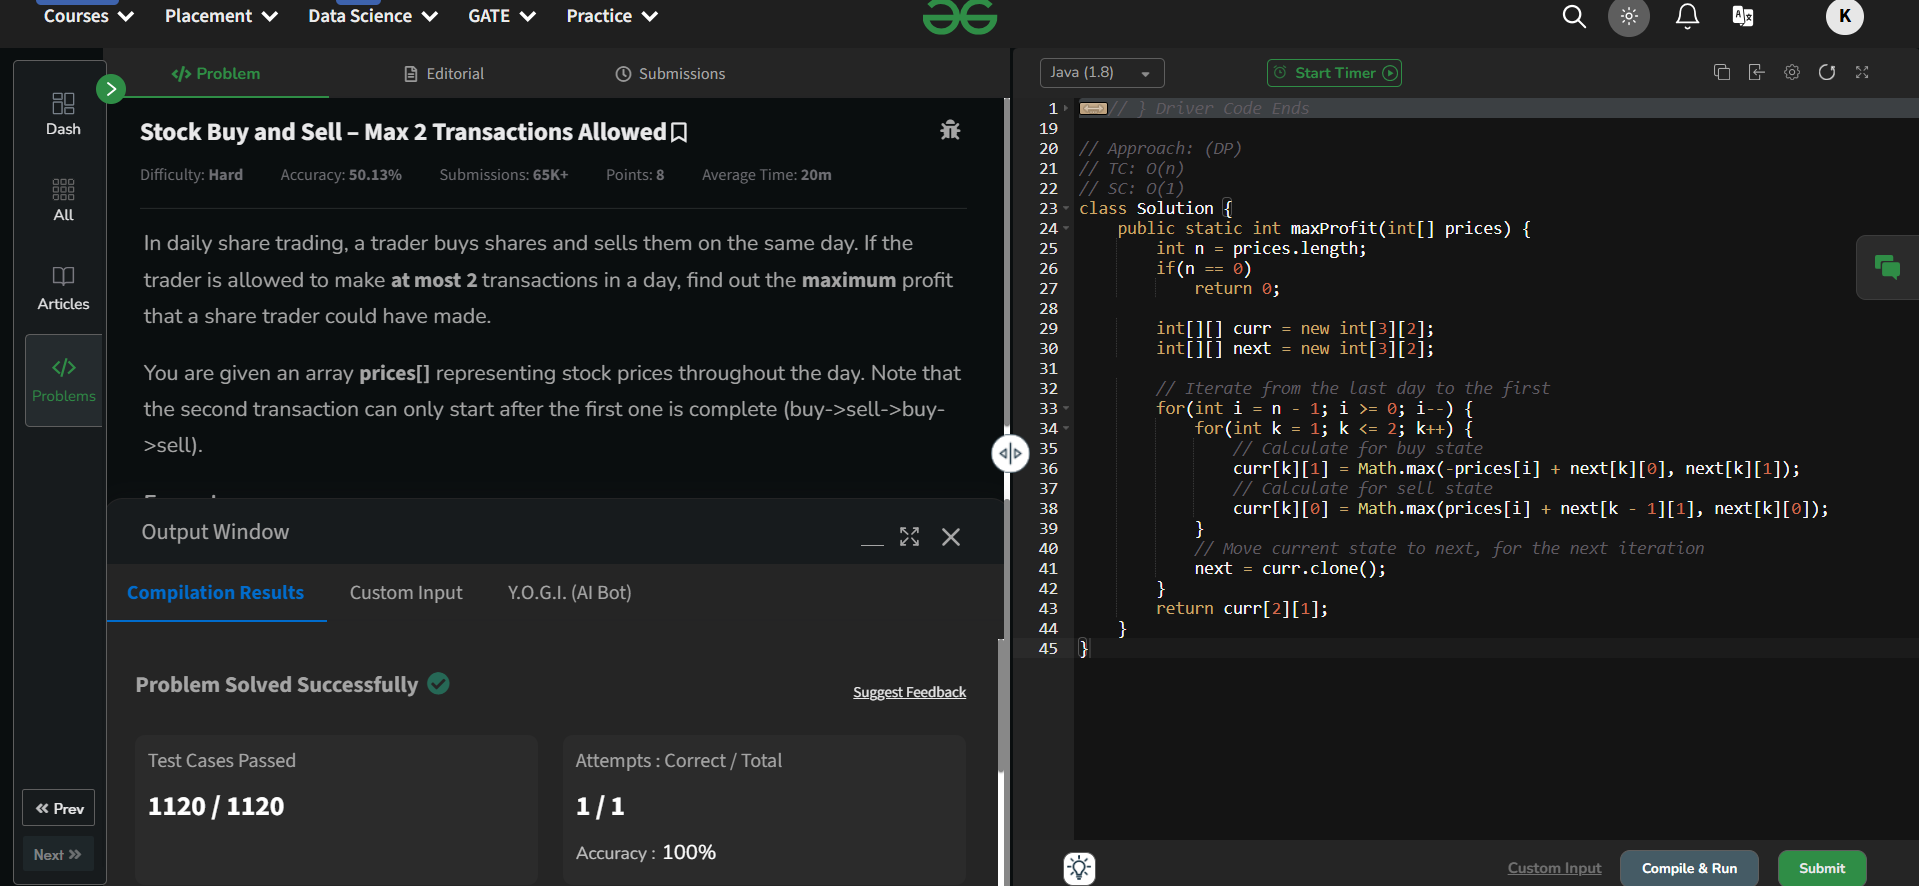 Courses Placement Data Science GATE Practice
K
Dash
All
Articles
Problems
Prev
Next
Problem Editorial Submissions
Stock Buy and Sell – Max 2 Transactions Allowed
Difficulty: Hard Accuracy: 50.13% Submissions: 65K+ Points: 8 Average Time: 20m
In daily share trading, a trader buys shares and sells them on the same day. If the
trader is allowed to make at most 2 transactions in a day, find out the maximum profit
that a share trader could have made.
You are given an array prices[] representing stock prices throughout the day. Note that
the second transaction can only start after the first one is complete (buy->sell->buy-
>sell).
Output Window
Compilation Results Custom Input Y.O.G.I. (AI Bot)
Problem Solved Successfully
Suggest Feedback
Test Cases Passed
1120 / 1120
Attempts : Correct / Total
1 / 1
Accuracy : 100%
Java (1.8) Start Timer
1 // } Driver Code Ends
19
20 // Approach: (DP)
21 // TC: O(n)
22 // SC: O(1)
23 class Solution {
24 public static int maxProfit(int[] prices) {
25 int n = prices.length;
26 if(n == 0)
27 return 0;
28
29 int[][] curr = new int[3][2];
30 int[][] next = new int[3][2];
31
32 // Iterate from the last day to the first
33 for(int i = n - 1; i >= 0; i--) {
34 for(int k = 1; k <= 2; k++) {
35 // Calculate for buy state
36 curr[k][1] = Math.max(-prices[i] + next[k][0], next[k][1]);
37 // Calculate for sell state
38 curr[k][0] = Math.max(prices[i] + next[k - 1][1], next[k][0]);
39 }
40 // Move current state to next, for the next iteration
41 next = curr.clone();
42 }
43 return curr[2][1];
44 }
45 }
Custom Input Compile & Run Submit